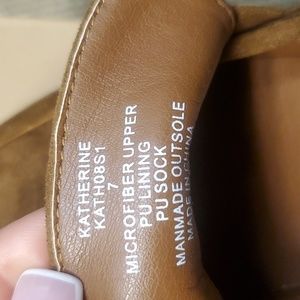 KATHERINE
KATH08S1
7
MICROFIBER UPPER
PU LINING
PU SOCK
MANMADE OUTSOLE
MADE IN CHINA